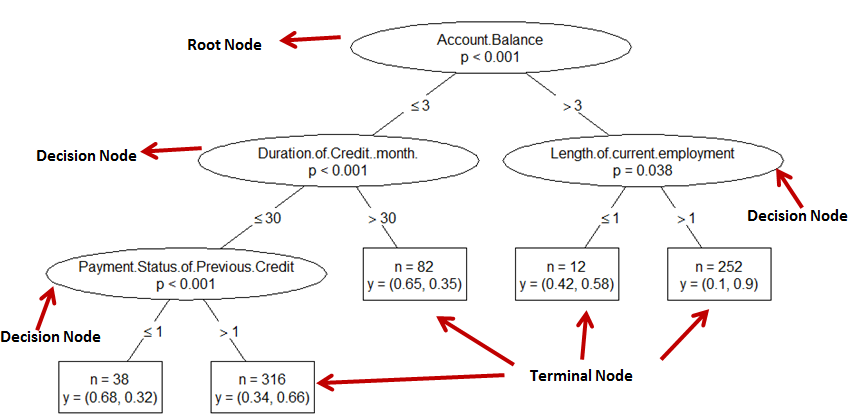 Root Node
Account.Balance
p < 0.001
≤ 3
> 3
Decision Node
Duration.of.Credit..month.
p < 0.001
Length.of.current.employment
p = 0.038
Decision Node
≤ 30
> 30
≤ 1
> 1
Payment.Status.of.Previous.Credit
p < 0.001
n = 82
y = (0.65, 0.35)
n = 12
y = (0.42, 0.58)
n = 252
y = (0.1, 0.9)
Decision Node
≤ 1
> 1
n = 38
y = (0.68, 0.32)
n = 316
y = (0.34, 0.66)
Terminal Node